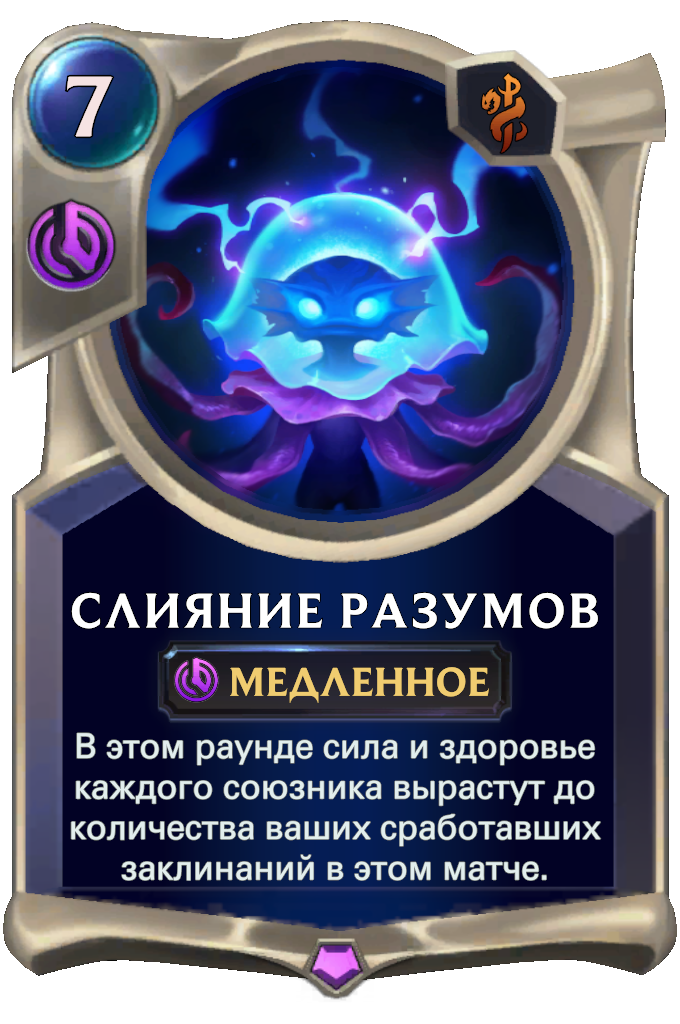 7
СЛИЯНИЕ РАЗУМОВ
МЕДЛЕННОЕ
В этом раунде сила и здоровье
каждого союзника вырастут до
количества ваших сработавших
заклинаний в этом матче.